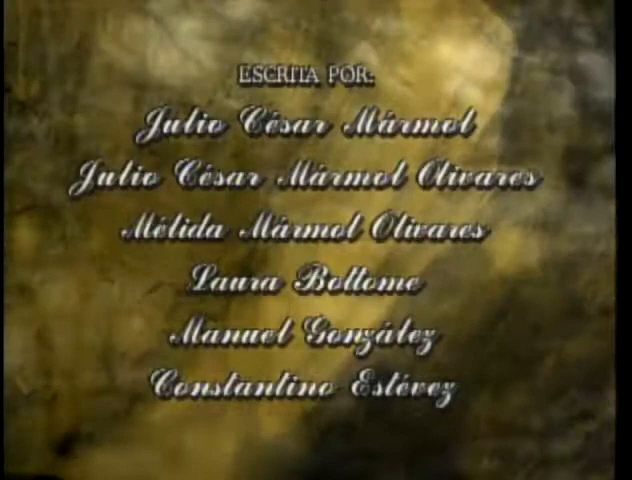 ESCRITA POR:
Julio César Mármol
Julio César Mármol Olivares
Mélida Mármol Olivares
Laura Bottome
Manuel González
Constantino Estévez